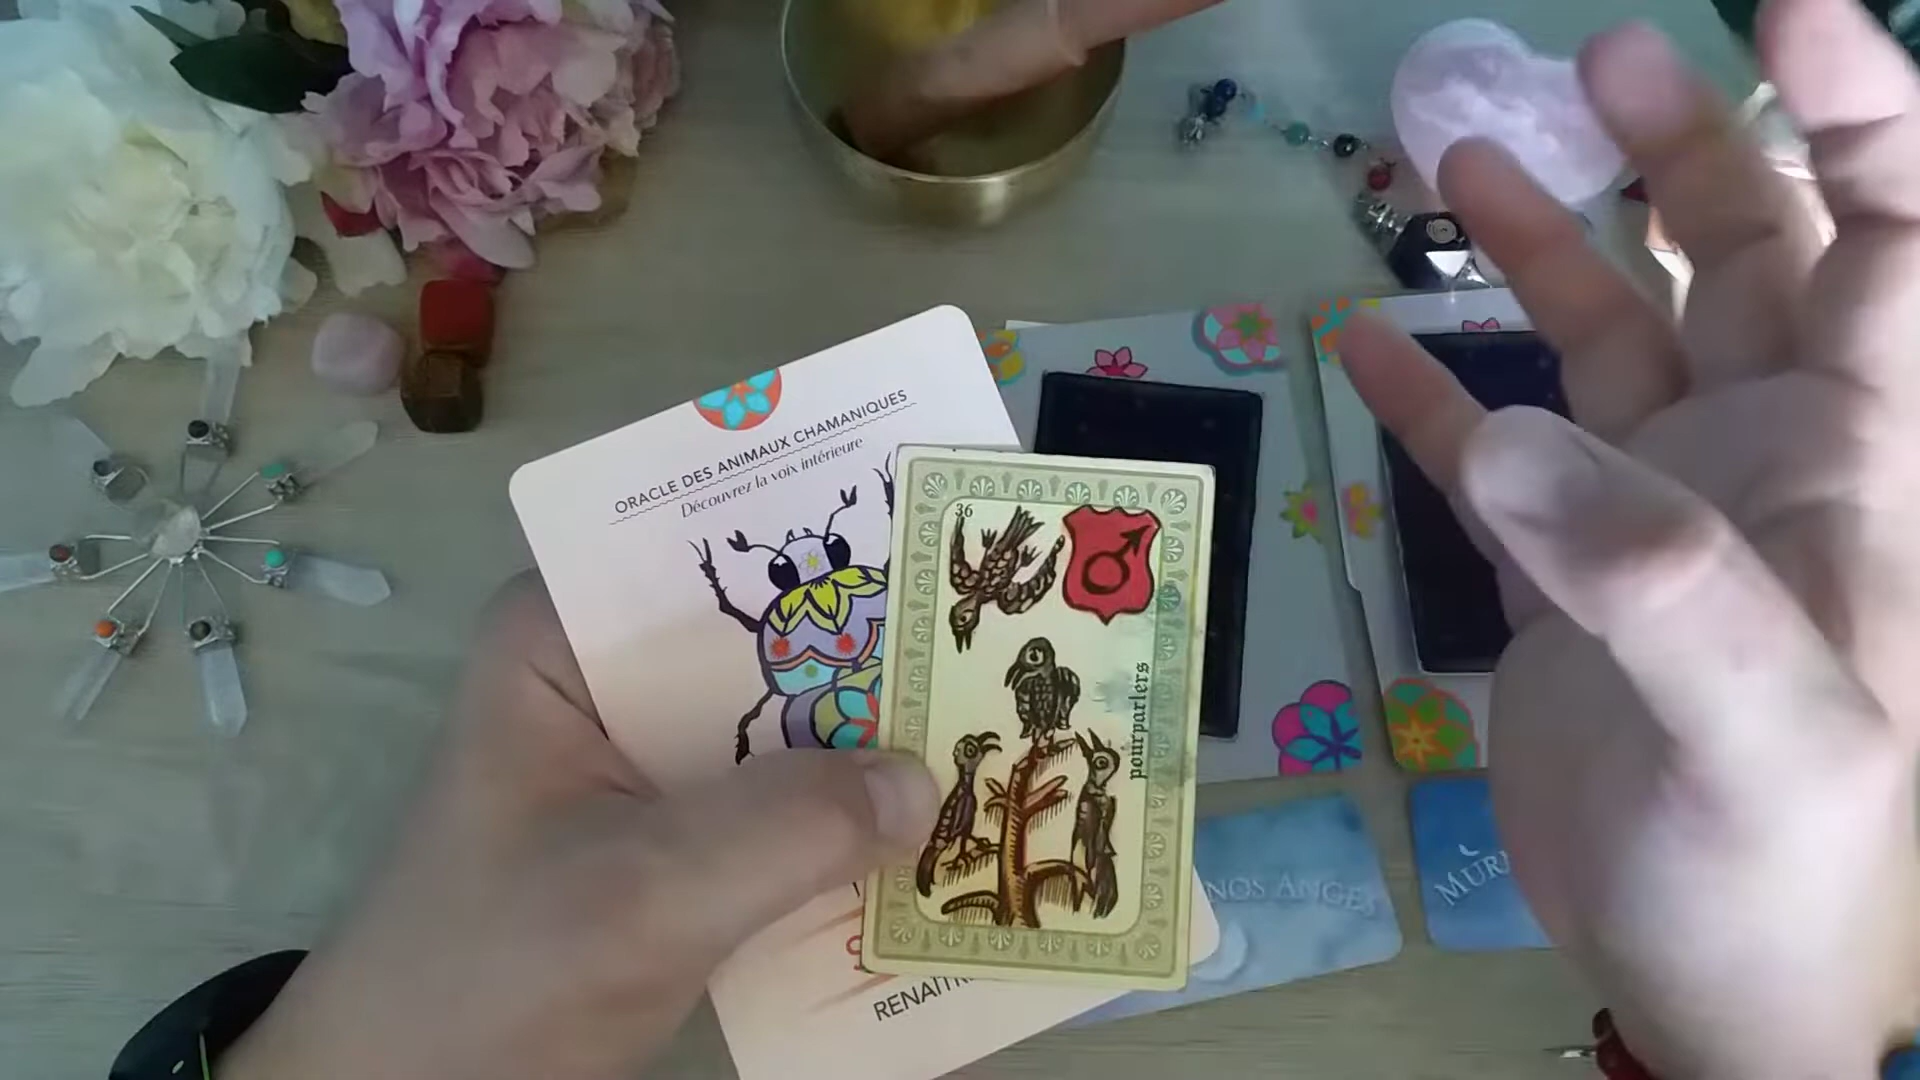 ORACLE DES ANIMAUX CHAMANIQUES
Découvrez la voix intérieure
36
pourparlers
NOS ANGES